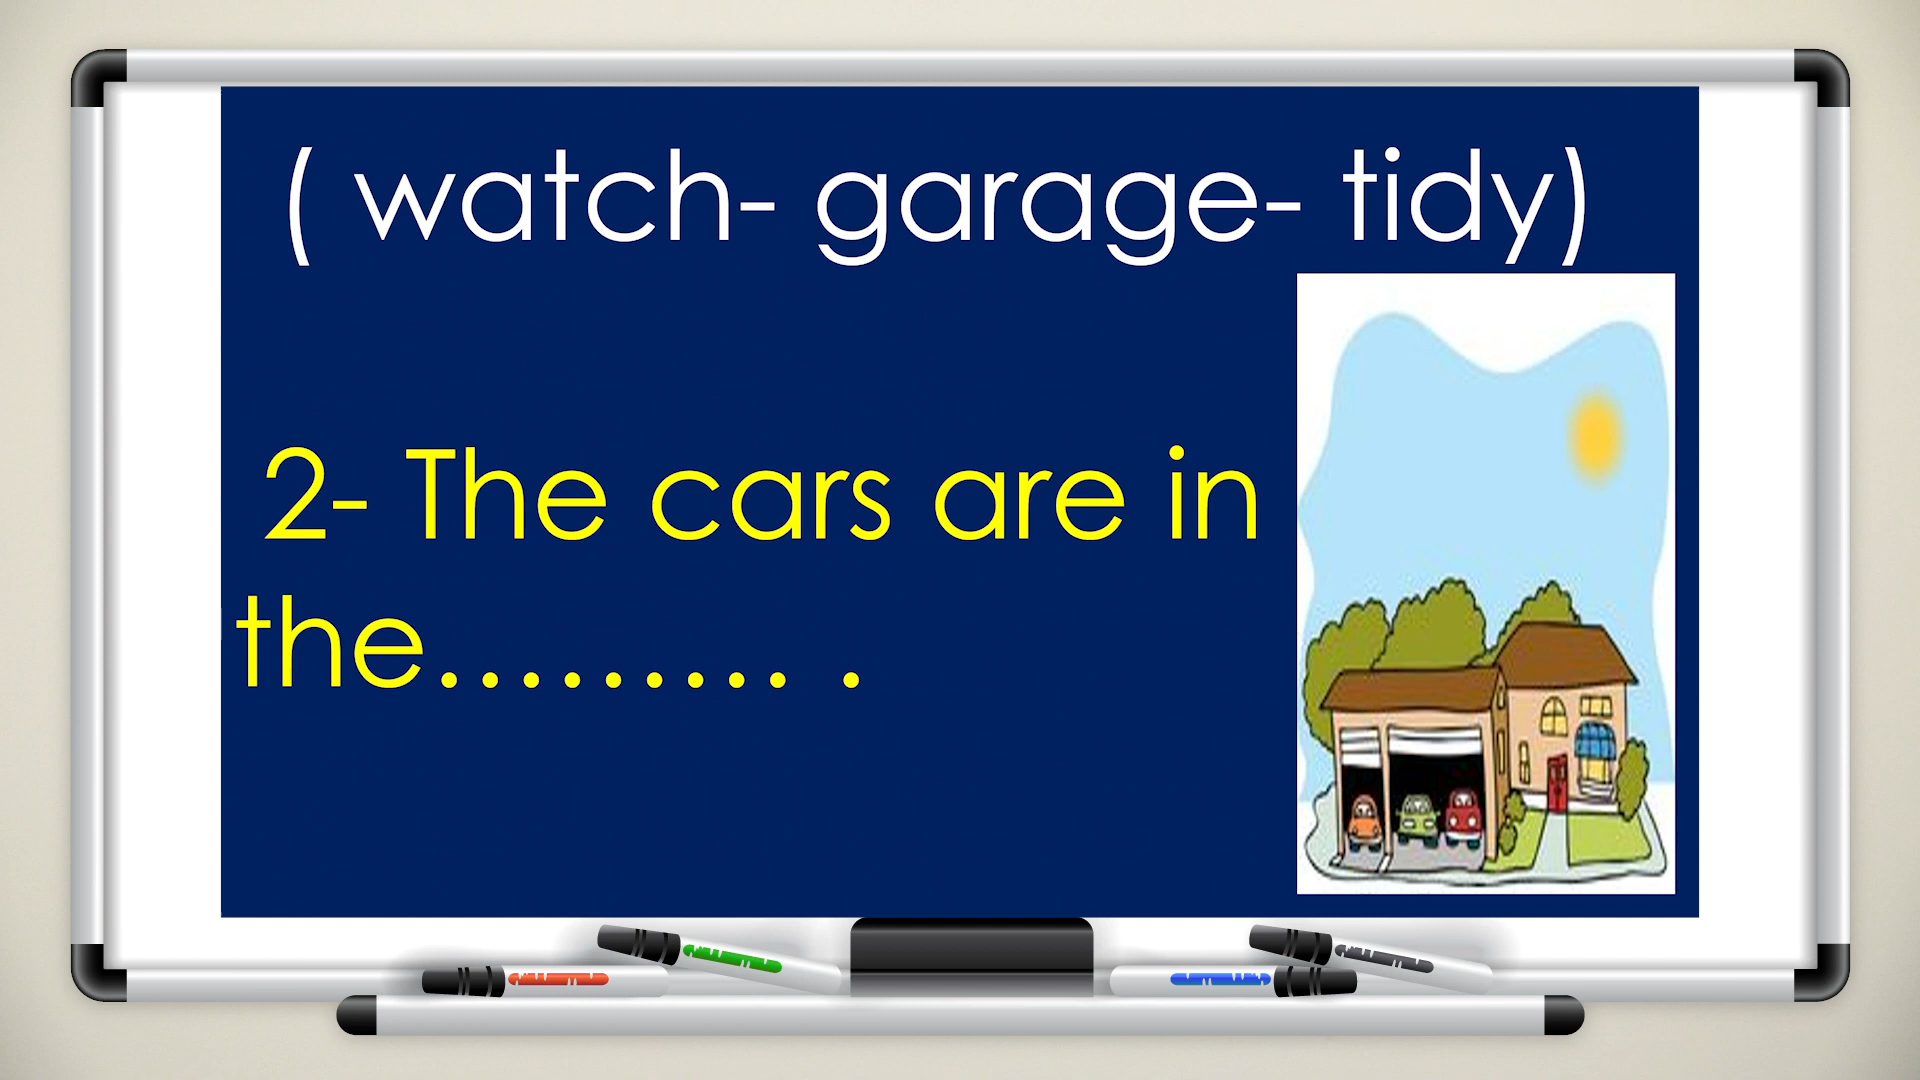 ( watch- garage- tidy)
2- The cars are in
the......... .